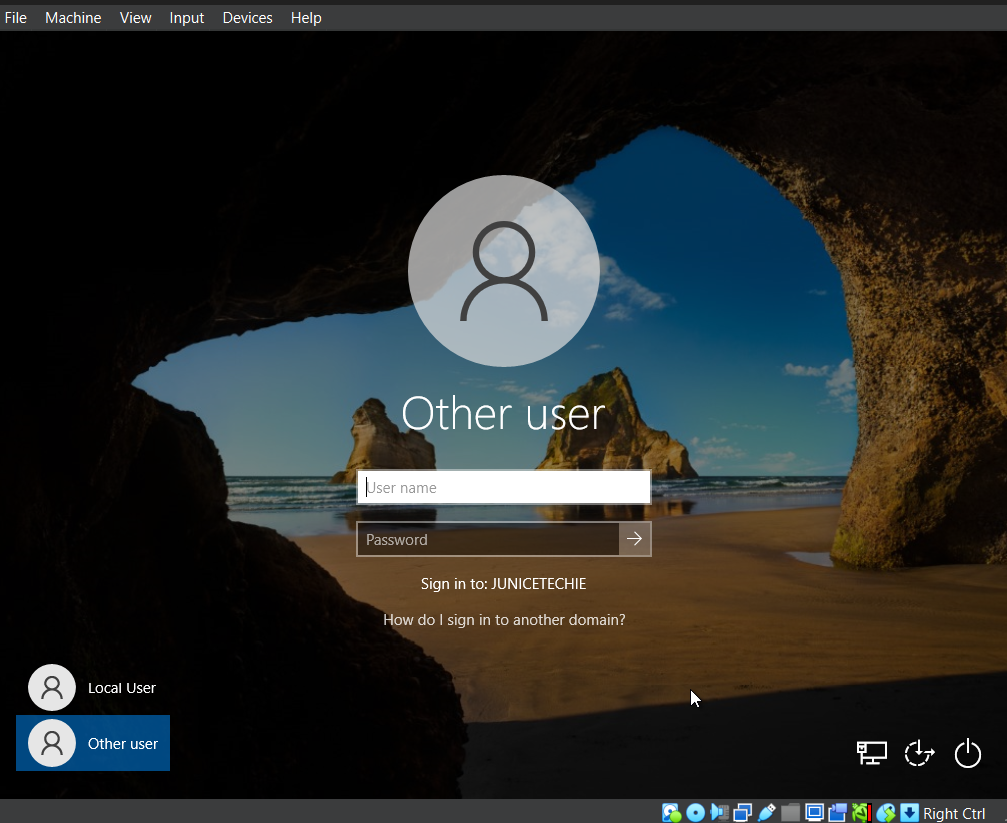 File Machine View Input Devices Help
Other user
User name
Password
Sign in to: JUNICETECHIE
How do I sign in to another domain?
Local User
Other user
Right Ctrl